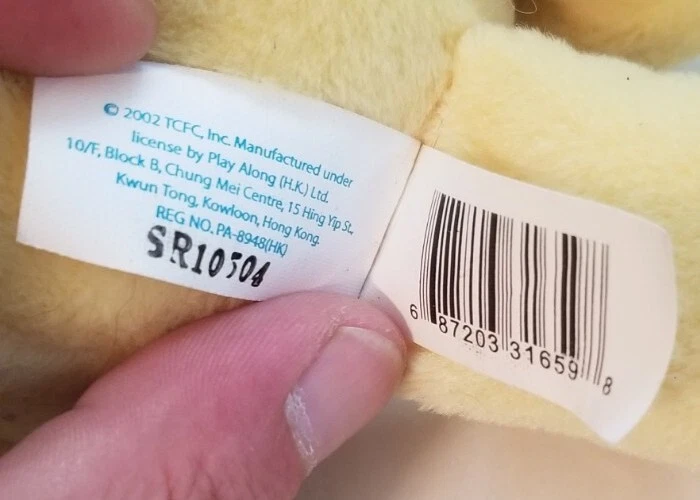 © 2002 TCFC, Inc. Manufactured under
license by Play Along (H.K.) Ltd.
10/F, Block B, Chung Mei Centre, 15 Hing Yip St.,
Kwun Tong, Kowloon, Hong Kong.
REG NO. PA-8948(HK)
SR10504
6 87203 31659 8